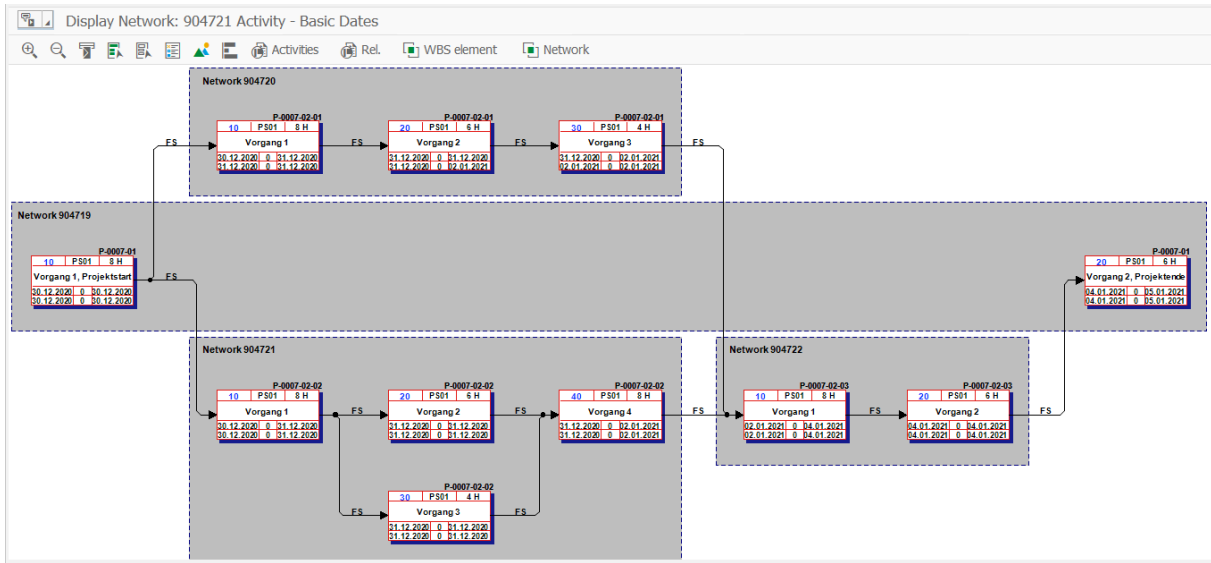 Display Network: 904721 Activity - Basic Dates
Activities Rel. WBS element Network
Network 904720
P-0007-02-01
10 PS01 8 H
Vorgang 1
30.12.2020 0 31.12.2020
31.12.2020 0 31.12.2020
P-0007-02-01
20 PS01 6 H
Vorgang 2
31.12.2020 0 31.12.2020
31.12.2020 0 02.01.2021
P-0007-02-01
30 PS01 4 H
Vorgang 3
31.12.2020 0 02.01.2021
02.01.2021 0 02.01.2021
FS FS FS FS
Network 904719
P-0007-01
10 PS01 8 H
Vorgang 1, Projektstart
30.12.2020 0 30.12.2020
30.12.2020 0 30.12.2020
FS
P-0007-01
20 PS01 6 H
Vorgang 2, Projektende
04.01.2021 0 05.01.2021
04.01.2021 0 05.01.2021
Network 904721
P-0007-02-02
10 PS01 8 H
Vorgang 1
30.12.2020 0 31.12.2020
30.12.2020 0 31.12.2020
FS
P-0007-02-02
20 PS01 6 H
Vorgang 2
31.12.2020 0 31.12.2020
31.12.2020 0 31.12.2020
FS
P-0007-02-02
40 PS01 8 H
Vorgang 4
31.12.2020 0 02.01.2021
31.12.2020 0 02.01.2021
FS
P-0007-02-02
30 PS01 4 H
Vorgang 3
31.12.2020 0 31.12.2020
31.12.2020 0 31.12.2020
FS FS
Network 904722
P-0007-02-03
10 PS01 8 H
Vorgang 1
02.01.2021 0 04.01.2021
02.01.2021 0 04.01.2021
FS
P-0007-02-03
20 PS01 6 H
Vorgang 2
04.01.2021 0 04.01.2021
04.01.2021 0 04.01.2021
FS